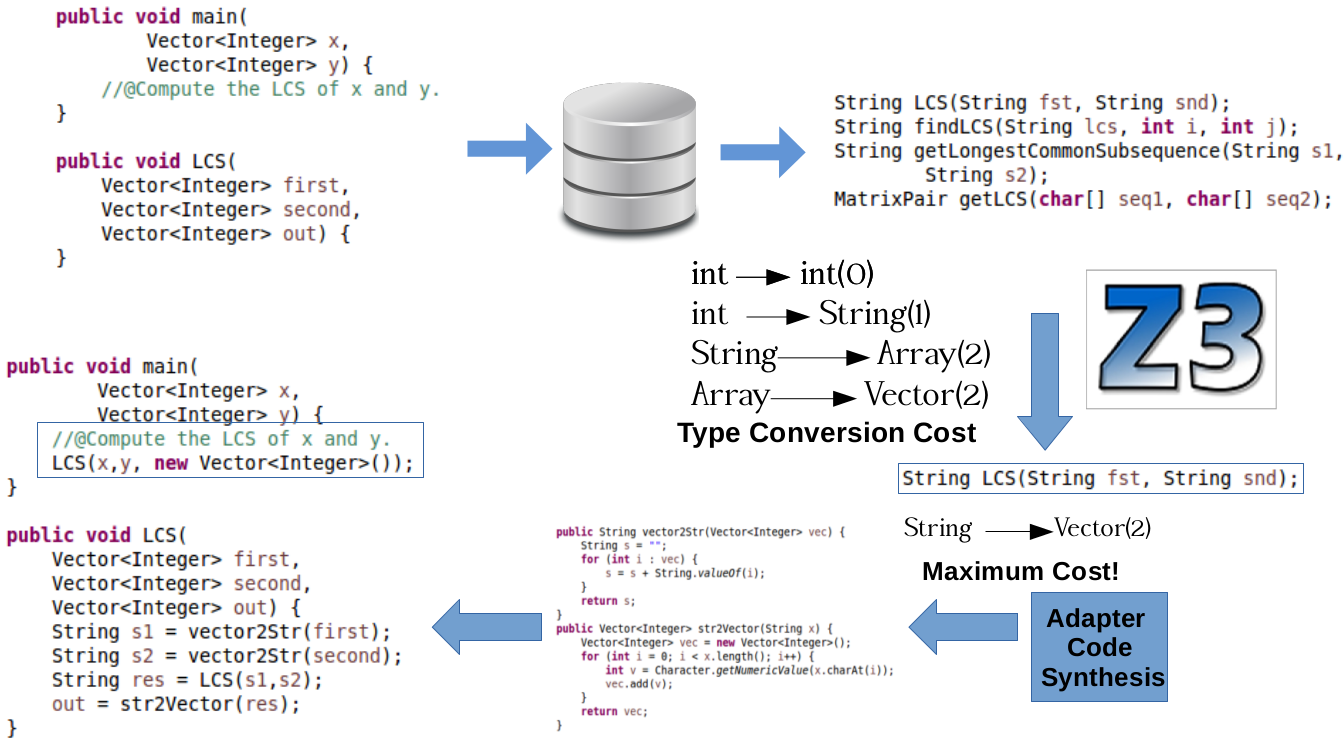 public void main(
Vector<Integer> x,
Vector<Integer> y) {
//@Compute the LCS of x and y.
}
public void LCS(
Vector<Integer> first,
Vector<Integer> second,
Vector<Integer> out) {
}
String LCS(String fst, String snd);
String findLCS(String lcs, int i, int j);
String getLongestCommonSubsequence(String s1,
String s2);
MatrixPair getLCS(char[] seq1, char[] seq2);
int int(0)
int String(1)
String Array(2)
Array Vector(2)
Type Conversion Cost
Z3
String LCS(String fst, String snd);
String Vector(2)
Maximum Cost!
Adapter
Code
Synthesis
public String vector2Str(Vector<Integer> vec) {
String s = "";
for (int i : vec) {
s = s + String.valueOf(i);
}
return s;
}
public Vector<Integer> str2Vector(String x) {
Vector<Integer> vec = new Vector<Integer>();
for (int i = 0; i < x.length(); i++) {
int v = Character.getNumericValue(x.charAt(i));
vec.add(v);
}
return vec;
}
public void main(
Vector<Integer> x,
Vector<Integer> y) {
//@Compute the LCS of x and y.
LCS(x,y, new Vector<Integer>());
}
public void LCS(
Vector<Integer> first,
Vector<Integer> second,
Vector<Integer> out) {
String s1 = vector2Str(first);
String s2 = vector2Str(second);
String res = LCS(s1,s2);
out = str2Vector(res);
}